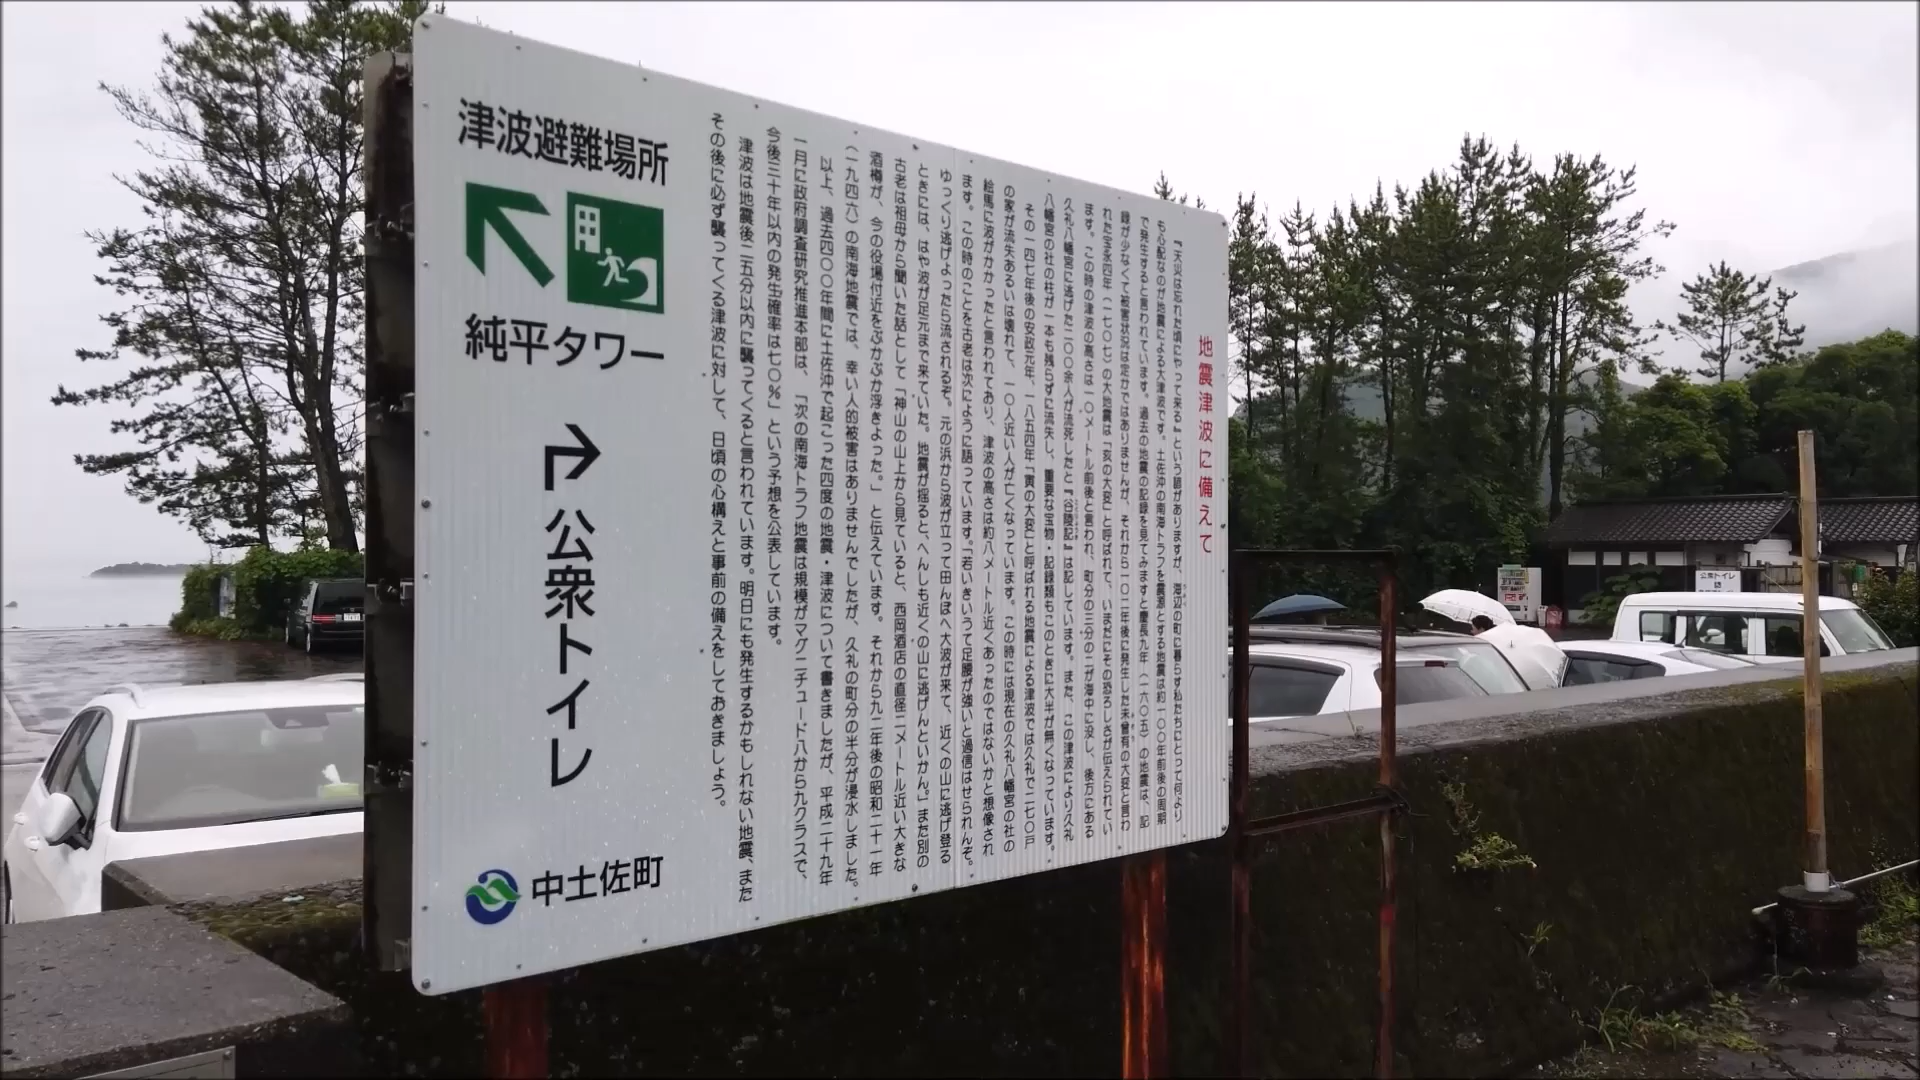 地震津波に備えて
『天災は忘れた頃にやって来る』という諺がありますが、海辺の町に暮らす私たちにとって何より
も心配なのが地震による大津波です。土佐沖の南海トラフを震源とする地震は約一〇〇年前後の周期
で発生すると言われています。過去の地震の記録を見てみますと慶長九年（一六〇五）の地震は、記
録が少なくて被害状況は定かではありませんが、それから一〇二年後に発生した未曾有の大変と言わ
れた宝永四年（一七〇七）の大地震は「亥の大変」と呼ばれて、いまだにその恐ろしさが伝えられてい
ます。この時の津波の高さは一〇メートル前後と言われ、町分の三分の二が海中に没し、後方にある
久礼八幡宮に逃げた二〇〇余人が流死したと『谷陵記』は記しています。また、この津波により久礼
八幡宮の社の柱が一本も残らずに流失し、重要な宝物・記録類もこのときに大半が無くなっています。
その一四七年後の安政元年、一八五四年「寅の大変」と呼ばれる地震による津波では久礼で二七〇戸
の家が流失あるいは壊れて、一〇人近い人が亡くなっています。この時には現在の久礼八幡宮の社の
絵馬に波がかかったと言われており、津波の高さは約八メートル近くあったのではないかと想像され
ます。この時のことを古老は次にように語っています。「若いきいうて足腰が強いと過信はせられんぞ。
ゆっくり逃げよったら流されるぞ。元の浜から波が立って田んぼへ大波が来て、近くの山に逃げ登る
ときには、はや波が足元まで来ていた。地震が揺ると、へんしも近くの山に逃げんといかん。」また別の
古老は祖母から聞いた話として「神山の山上から見ていると、西岡酒店の直径二メートル近い大きな
酒樽が、今の役場付近をぷかぷか浮きよった。」と伝えています。それから九二年後の昭和二十一年
（一九四六）の南海地震では、幸い人的被害はありませんでしたが、久礼の町分の半分が浸水しました。
以上、過去四〇〇年間に土佐沖で起こった四度の地震・津波について書きましたが、平成二十九年
一月に政府調査研究推進本部は、「次の南海トラフ地震は規模がマグニチュード八から九クラスで、
今後三十年以内の発生確率は七〇％」という予想を公表しています。
津波は地震後二五分以内に襲ってくると言われています。明日にも発生するかもしれない地震、また
その後に必ず襲ってくる津波に対して、日頃の心構えと事前の備えをしておきましょう。
津波避難場所
純平タワー
公衆トイレ
中土佐町
公衆トイレ